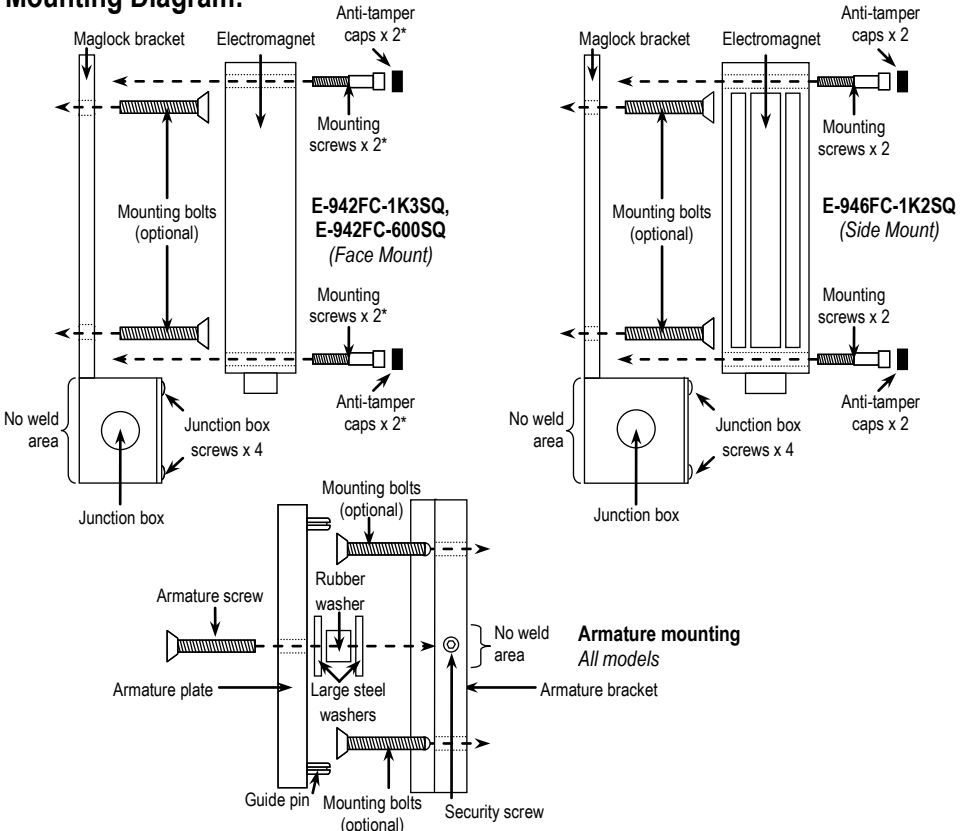 Mounting Diagram:
Maglock bracket
Electromagnet
Anti-tamper
caps x 2*
Mounting
screws x 2*
Mounting bolts
(optional)
E-942FC-1K3SQ,
E-942FC-600SQ
(Face Mount)
Mounting
screws x 2*
Anti-tamper
caps x 2*
No weld
area
Junction box
screws x 4
Junction box
Maglock bracket
Electromagnet
Anti-tamper
caps x 2
Mounting
screws x 2
Mounting bolts
(optional)
E-946FC-1K2SQ
(Side Mount)
Mounting
screws x 2
Anti-tamper
caps x 2
No weld
area
Junction box
screws x 4
Junction box
Mounting bolts
(optional)
Rubber
washer
Armature screw
No weld
area
Armature mounting
All models
Armature plate
Large steel
washers
Armature bracket
Guide pin
Mounting bolts
(optional)
Security screw